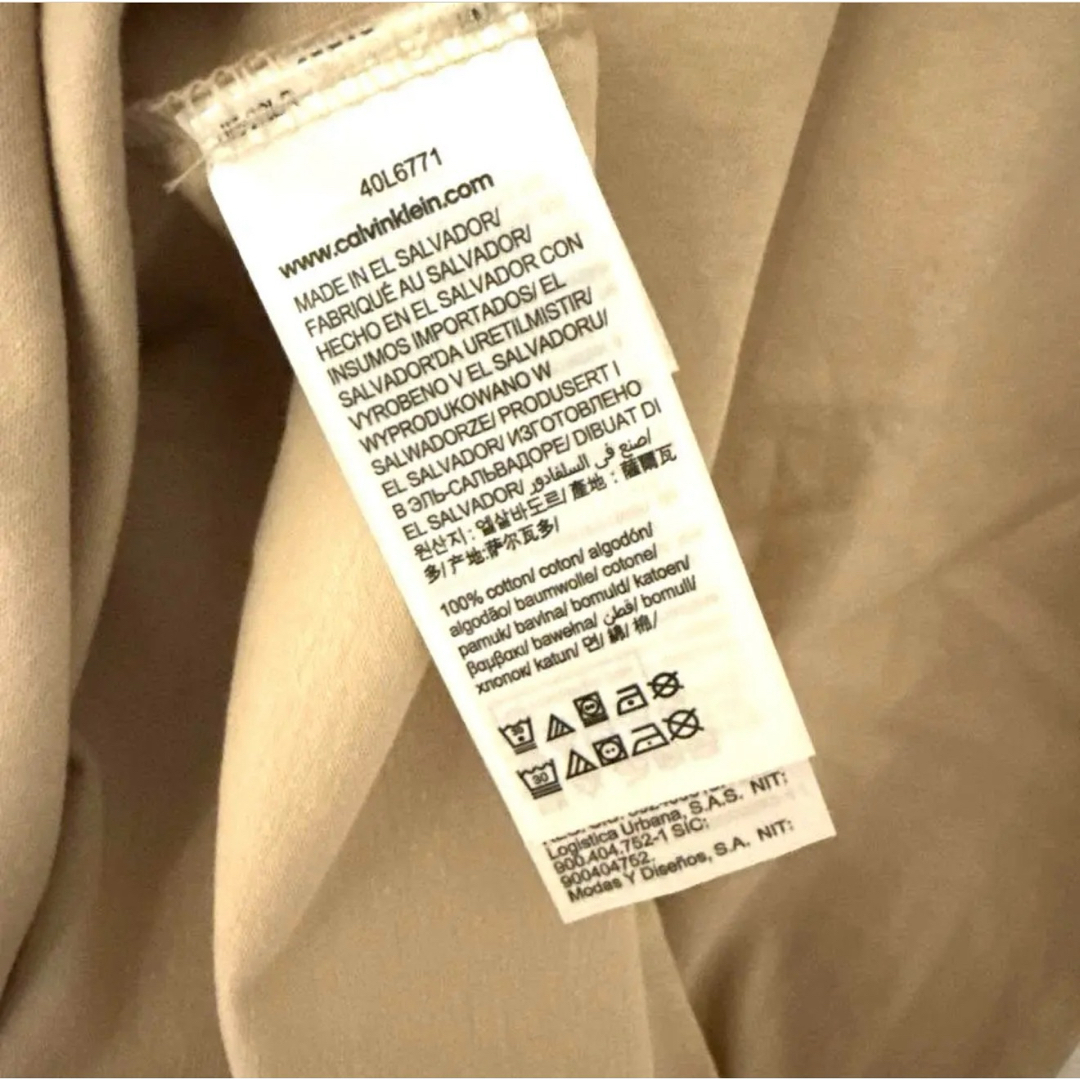 40L6771
www.calvinklein.com
MADE IN EL SALVADOR/
FABRIQUÉ AU SALVADOR/
HECHO EN EL SALVADOR CON
INSUMOS IMPORTADOS/ EL
SALVADOR'DA URETILMISTIR/
VYROBENO V EL SALVADORU/
WYPRODUKOWANO W
SALWADORZE/ PRODUSERT I
EL SALVADOR/ ИЗГОТОВЛЕНО
В ЭЛЬ-САЛЬВАДОРЕ/ DIBUAT DI
EL SALVADOR/ صنع في السلفادور/
원산지 : 엘살바도르/ 產地 : 薩爾瓦
多/ 产地:萨尔瓦多/
100% cotton/ coton/ algodón/
algodão/ baumwolle/ cotone/
pamuk/ bavlna/ bomuld/ katoen/
βαμβακι/ bawełna/ قطن/ bomull/
хлопок/ katun/ 면/ 綿/ 棉/
30
Logistica Urbana, S.A.S. NIT:
900.404.752-1 SIC:
900404752.
Modas Y Diseños, S.A. NIT: